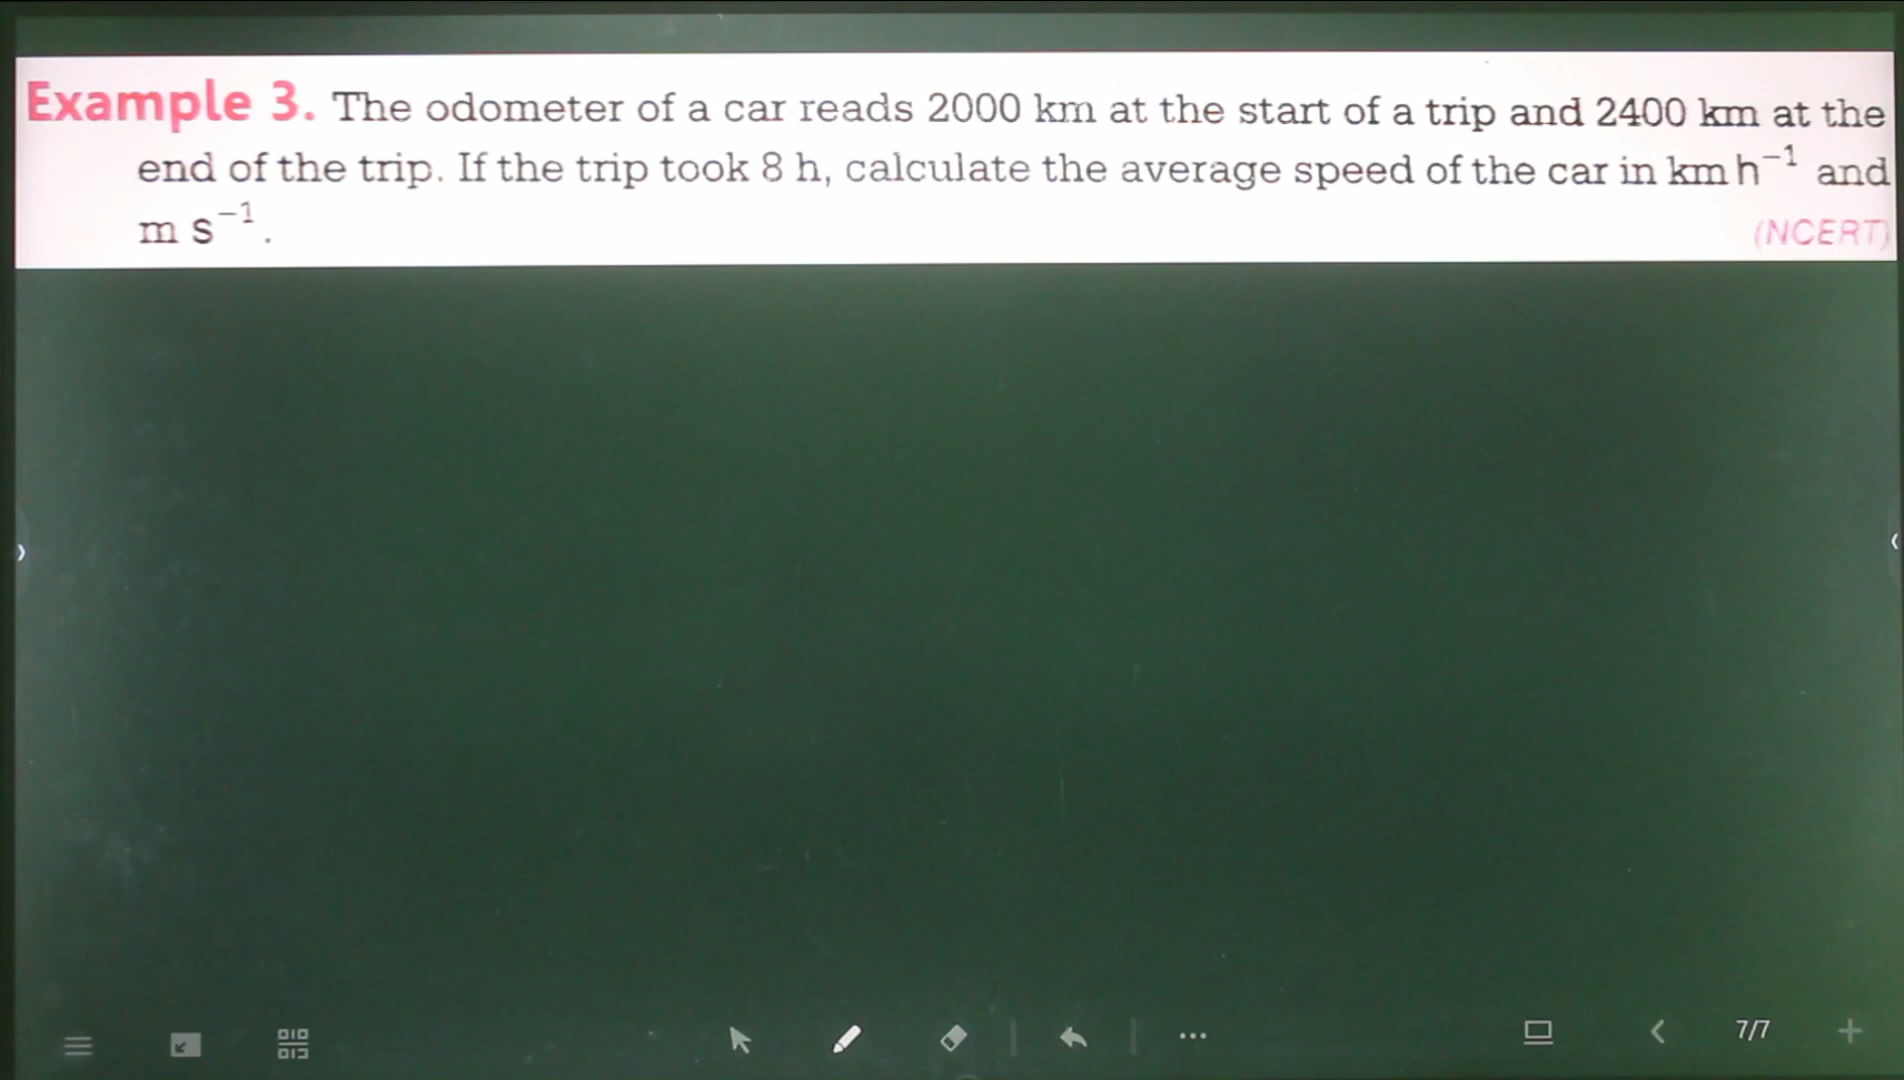 Example 3. The odometer of a car reads 2000 km at the start of a trip and 2400 km at the
end of the trip. If the trip took 8 h, calculate the average speed of the car in km h⁻¹ and
m s⁻¹.
(NCERT)
7/7